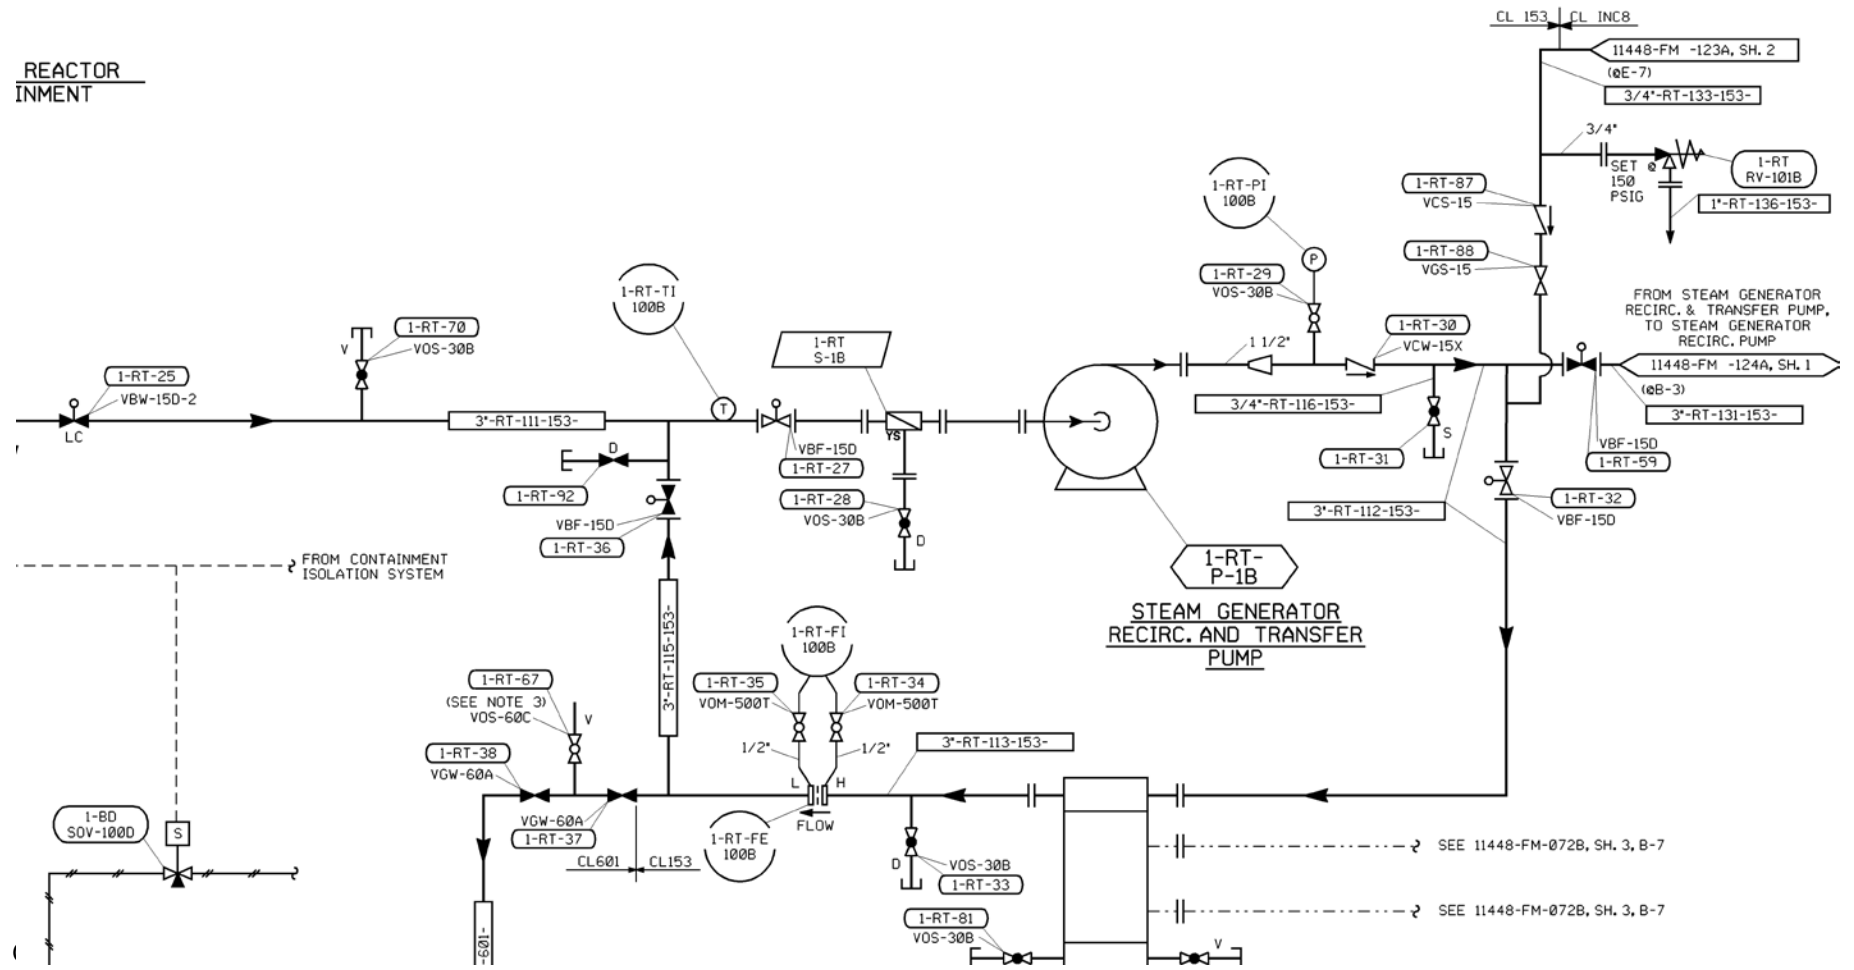 CL 153 CL INC8
11448-FM -123A, SH. 2
(@E-7)
3/4"-RT-133-153-
REACTOR
INMENT
3/4"
SET @
150
PSIG
1-RT
RV-101B
1"-RT-136-153-
1-RT-87
VCS-15
1-RT-88
VGS-15
1-RT-PI
100B
P
1-RT-29
VOS-30B
FROM STEAM GENERATOR
RECIRC. & TRANSFER PUMP,
TO STEAM GENERATOR
RECIRC. PUMP
11448-FM -124A, SH. 1
(@B-3)
3"-RT-131-153-
VBF-15D
1-RT-59
1-RT-30
VCW-15X
1 1/2"
3/4"-RT-116-153-
S
1-RT-31
3"-RT-112-153-
1-RT-32
VBF-15D
1-RT-TI
100B
T
1-RT
S-1B
YS
1-RT-70
VOS-30B
V
1-RT-25
VBW-15D-2
LC
3"-RT-111-153-
VBF-15D
1-RT-27
1-RT-28
VOS-30B
D
D
1-RT-92
VBF-15D
1-RT-36
FROM CONTAINMENT
ISOLATION SYSTEM
3"-RT-115-153-
1-RT-
P-1B
STEAM GENERATOR
RECIRC. AND TRANSFER
PUMP
1-RT-FI
100B
1-RT-35
VOM-500T
1-RT-34
VOM-500T
1/2"
1/2"
L H
FLOW
1-RT-FE
100B
3"-RT-113-153-
1-RT-67
(SEE NOTE 3)
VOS-60C
V
1-RT-38
VGW-60A
VGW-60A
1-RT-37
CL601 CL153
1-BD
SOV-100D
S
D
VOS-30B
1-RT-33
SEE 11448-FM-072B, SH. 3, B-7
SEE 11448-FM-072B, SH. 3, B-7
1-RT-81
VOS-30B
V
-601-